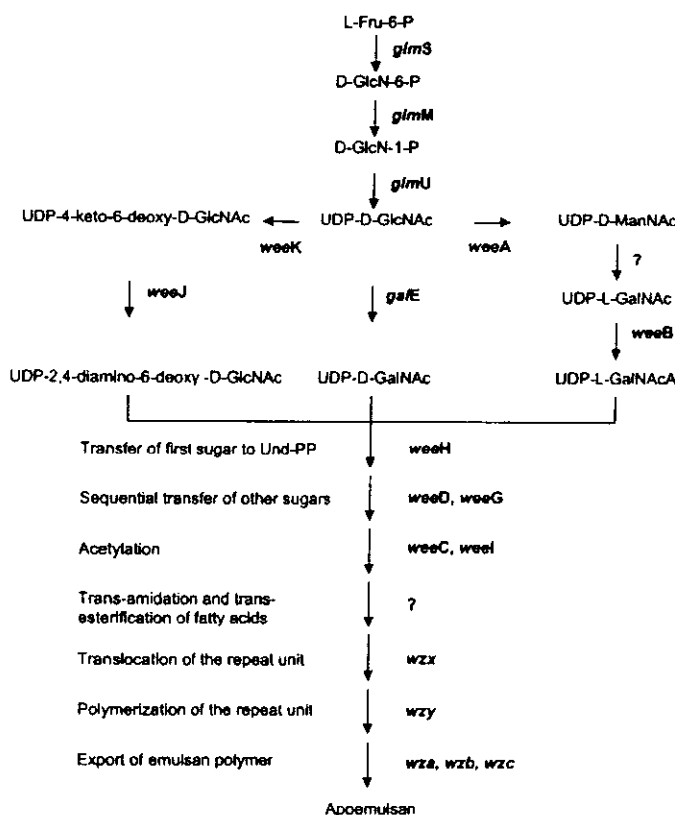 L-Fru-6-P
glmS
D-GlcN-6-P
glmM
D-GlcN-1-P
glmU
UDP-4-keto-6-deoxy-D-GlcNAc UDP-D-GlcNAc UDP-D-ManNAc
weeK weeA
?
weeJ galE UDP-L-GalNAc
weeB
UDP-2,4-diamino-6-deoxy -D-GlcNAc UDP-D-GalNAc UDP-L-GalNAcA
Transfer of first sugar to Und-PP weeH
Sequential transfer of other sugars weeD, weeG
Acetylation weeC, weeI
Trans-amidation and trans-
esterification of fatty acids ?
Translocation of the repeat unit wzx
Polymerization of the repeat unit wzy
Export of emulsan polymer wza, wzb, wzc
Apoemulsan